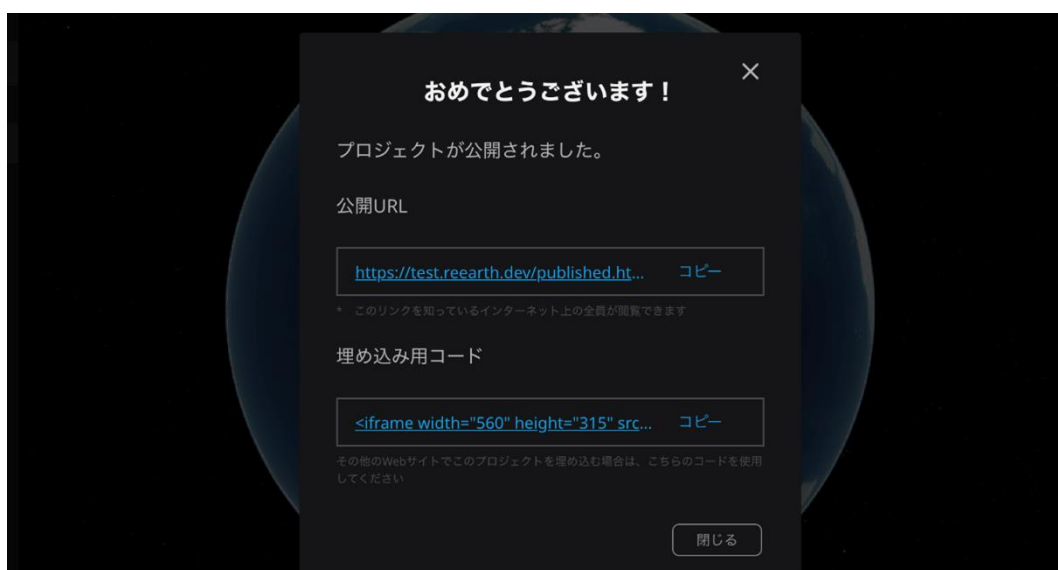 おめでとうございます！
プロジェクトが公開されました。
公開URL
https://test.reearth.dev/published.ht... コピー
* このリンクを知っているインターネット上の全員が閲覧できます
埋め込み用コード
<iframe width="560" height="315" src... コピー
その他のWebサイトでこのプロジェクトを埋め込む場合は、こちらのコードを使用
してください
閉じる